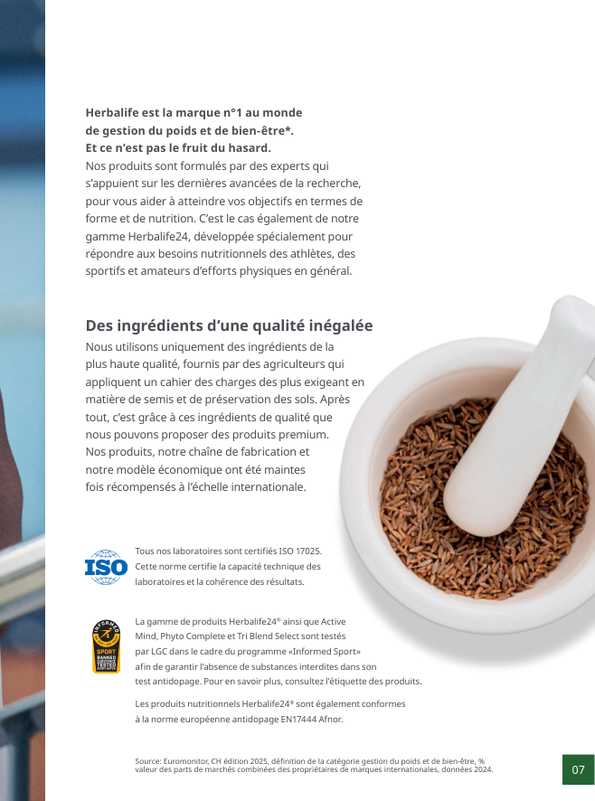 Herbalife est la marque n°1 au monde
de gestion du poids et de bien-être*.
Et ce n'est pas le fruit du hasard.
Nos produits sont formulés par des experts qui
s'appuient sur les dernières avancées de la recherche,
pour vous aider à atteindre vos objectifs en termes de
forme et de nutrition. C'est le cas également de notre
gamme Herbalife24, développée spécialement pour
répondre aux besoins nutritionnels des athlètes, des
sportifs et amateurs d'efforts physiques en général.
Des ingrédients d'une qualité inégalée
Nous utilisons uniquement des ingrédients de la
plus haute qualité, fournis par des agriculteurs qui
appliquent un cahier des charges des plus exigeant en
matière de semis et de préservation des sols. Après
tout, c'est grâce à ces ingrédients de qualité que
nous pouvons proposer des produits premium.
Nos produits, notre chaîne de fabrication et
notre modèle économique ont été maintes
fois récompensés à l'échelle internationale.
ISO
Tous nos laboratoires sont certifiés ISO 17025.
Cette norme certifie la capacité technique des
laboratoires et la cohérence des résultats.
INFORMED
SPORT
La gamme de produits Herbalife24® ainsi que Active
Mind, Phyto Complete et Tri Blend Select sont testés
par LGC dans le cadre du programme «Informed Sport»
afin de garantir l'absence de substances interdites dans son
test antidopage. Pour en savoir plus, consultez l'étiquette des produits.
Les produits nutritionnels Herbalife24® sont également conformes
à la norme européenne antidopage EN17444 Afnor.
Source: Euromonitor, CH édition 2025, définition de la catégorie gestion du poids et de bien-être, %
valeur des parts de marchés combinées des propriétaires de marques internationales, données 2024.
07